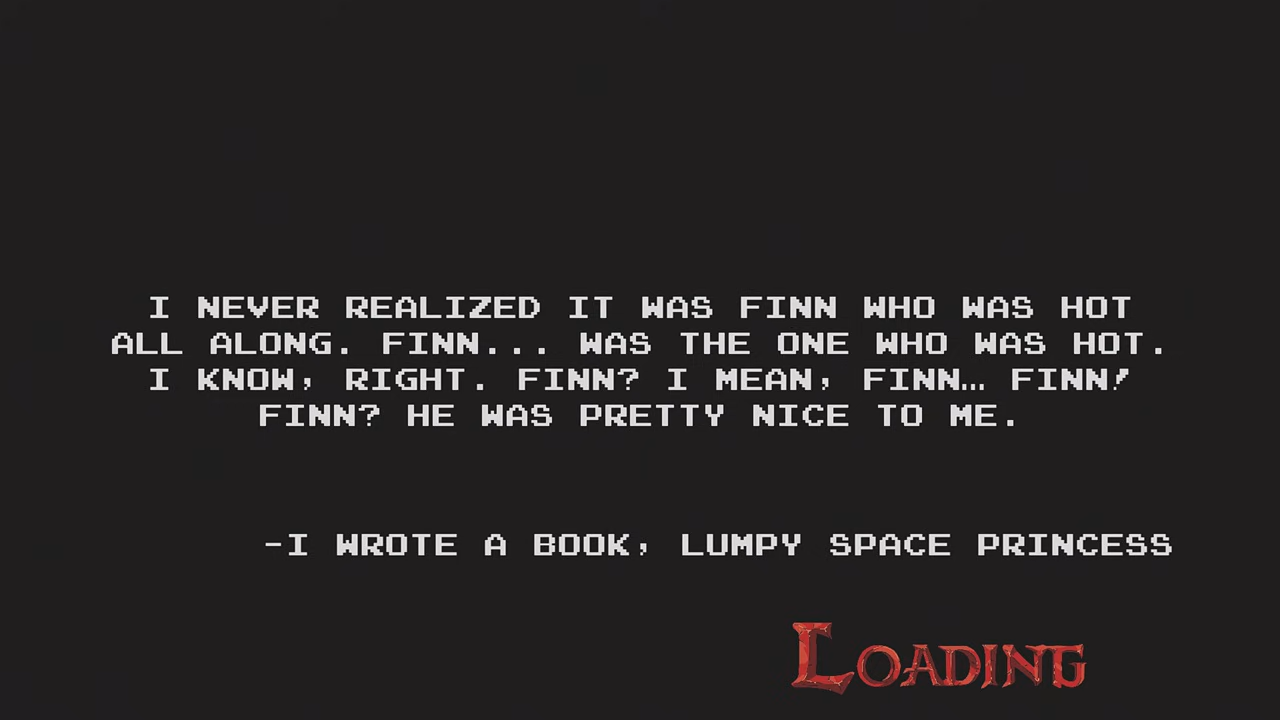 I NEVER REALIZED IT WAS FINN WHO WAS HOT
ALL ALONG. FINN... WAS THE ONE WHO WAS HOT.
I KNOW, RIGHT. FINN? I MEAN, FINN… FINN!
FINN? HE WAS PRETTY NICE TO ME.
-I WROTE A BOOK, LUMPY SPACE PRINCESS
LOADING